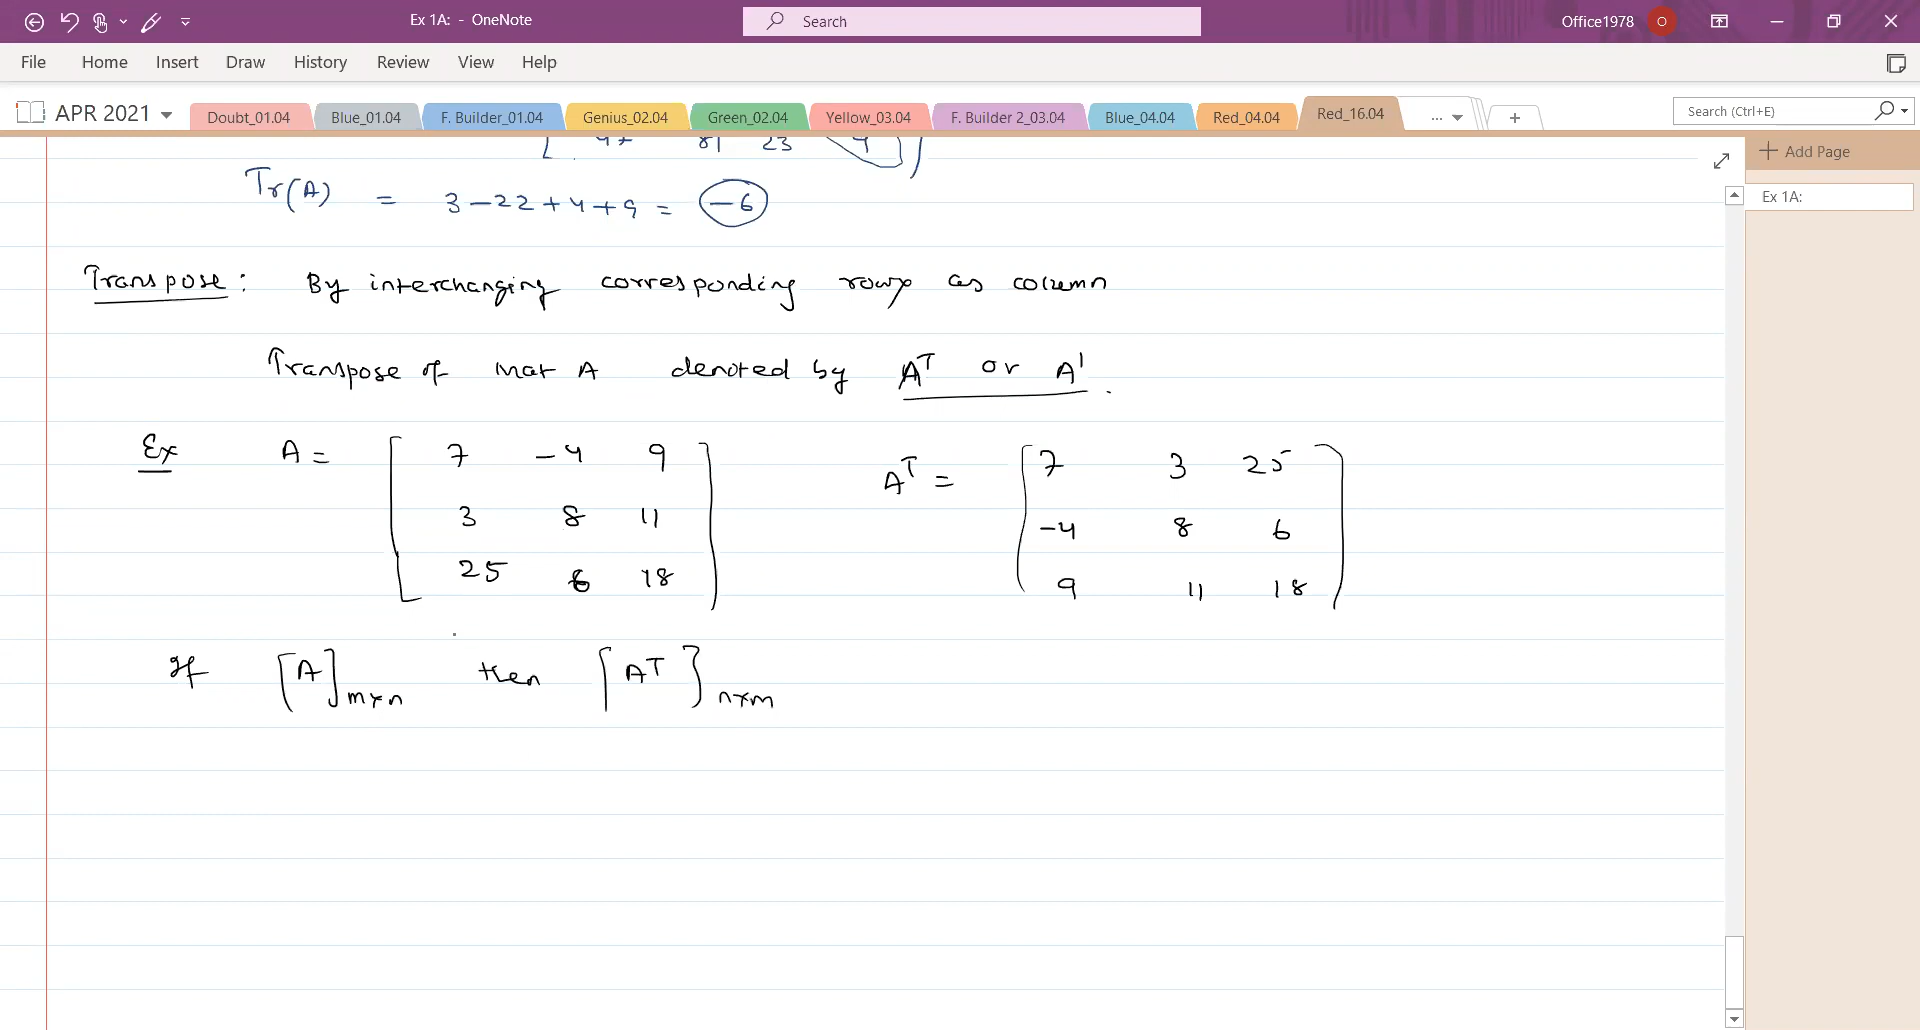 Ex 1A: - OneNote
Search
Office1978 O
File Home Insert Draw History Review View Help
APR 2021
Doubt_01.04 Blue_01.04 F. Builder_01.04 Genius_02.04 Green_02.04 Yellow_03.04 F. Builder 2_03.04 Blue_04.04 Red_04.04 Red_16.04 ... +
Search (Ctrl+E)
Add Page
Ex 1A:
81 23 9
Tr(A) = 3-22+4+9 = -6
Transpose: By interchanging corresponding rows as column
Transpose of mat A denoted by A^T or A'.
Ex A = [ 7 -4 9
3 8 11
25 6 18 ]
A^T = [ 7 3 25
-4 8 6
9 11 18 ]
If [A]m×n then [AT]n×m